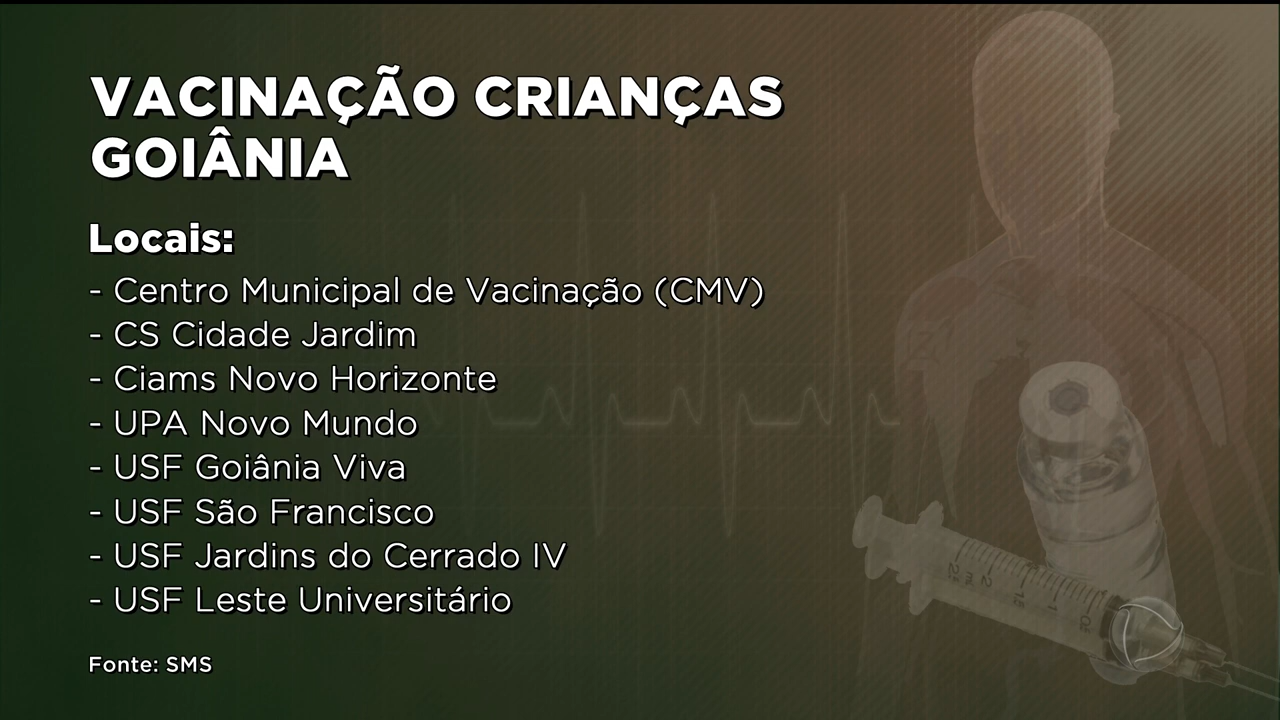 VACINAÇÃO CRIANÇAS
GOIÂNIA
Locais:
- Centro Municipal de Vacinação (CMV)
- CS Cidade Jardim
- Ciams Novo Horizonte
- UPA Novo Mundo
- USF Goiânia Viva
- USF São Francisco
- USF Jardins do Cerrado IV
- USF Leste Universitário
Fonte: SMS